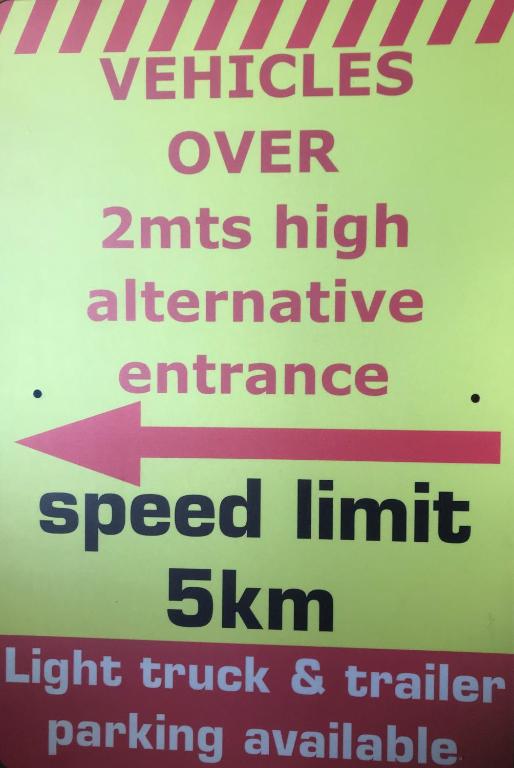 VEHICLES
OVER
2mts high
alternative
entrance
speed limit
5km
Light truck & trailer
parking available